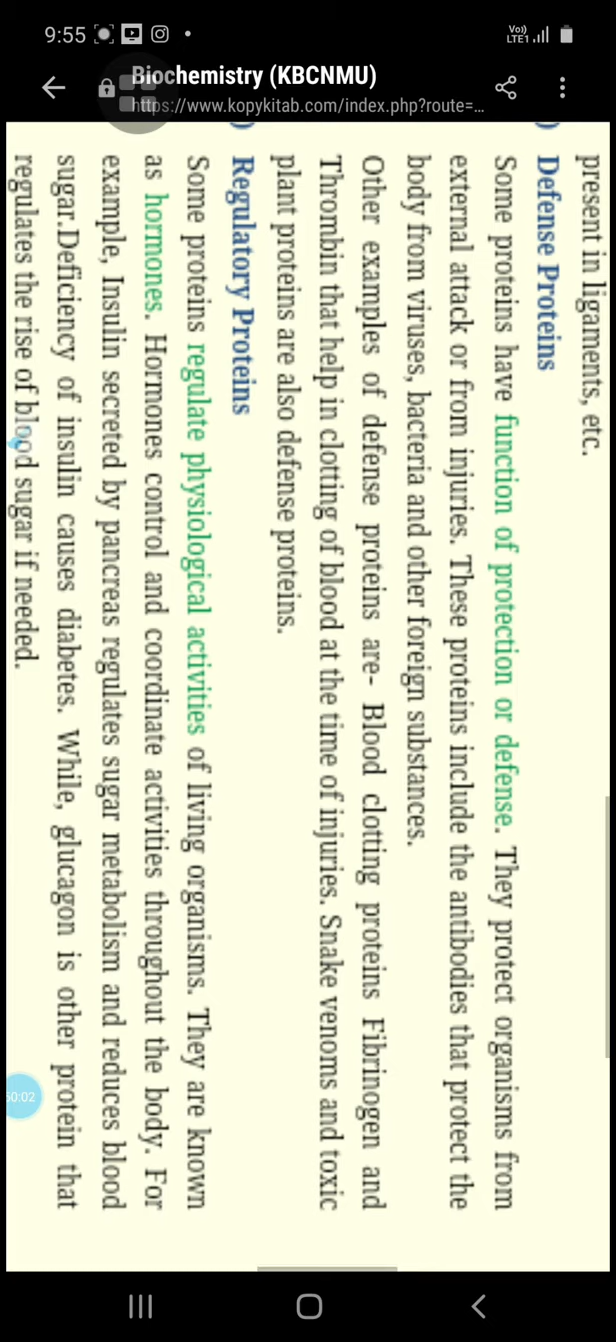 9:55
Vo))
LTE1
Biochemistry (KBCNMU)
https://www.kopykitab.com/index.php?route=...
present in ligaments, etc.
) Defense Proteins
Some proteins have function of protection or defense. They protect organisms from
external attack or from injuries. These proteins include the antibodies that protect the
body from viruses, bacteria and other foreign substances.
Other examples of defense proteins are- Blood clotting proteins Fibrinogen and
Thrombin that help in clotting of blood at the time of injuries. Snake venoms and toxic
plant proteins are also defense proteins.
) Regulatory Proteins
Some proteins regulate physiological activities of living organisms. They are known
as hormones. Hormones control and coordinate activities throughout the body. For
example, Insulin secreted by pancreas regulates sugar metabolism and reduces blood
sugar.Deficiency of insulin causes diabetes. While, glucagon is other protein that
regulates the rise of blood sugar if needed.
50:02